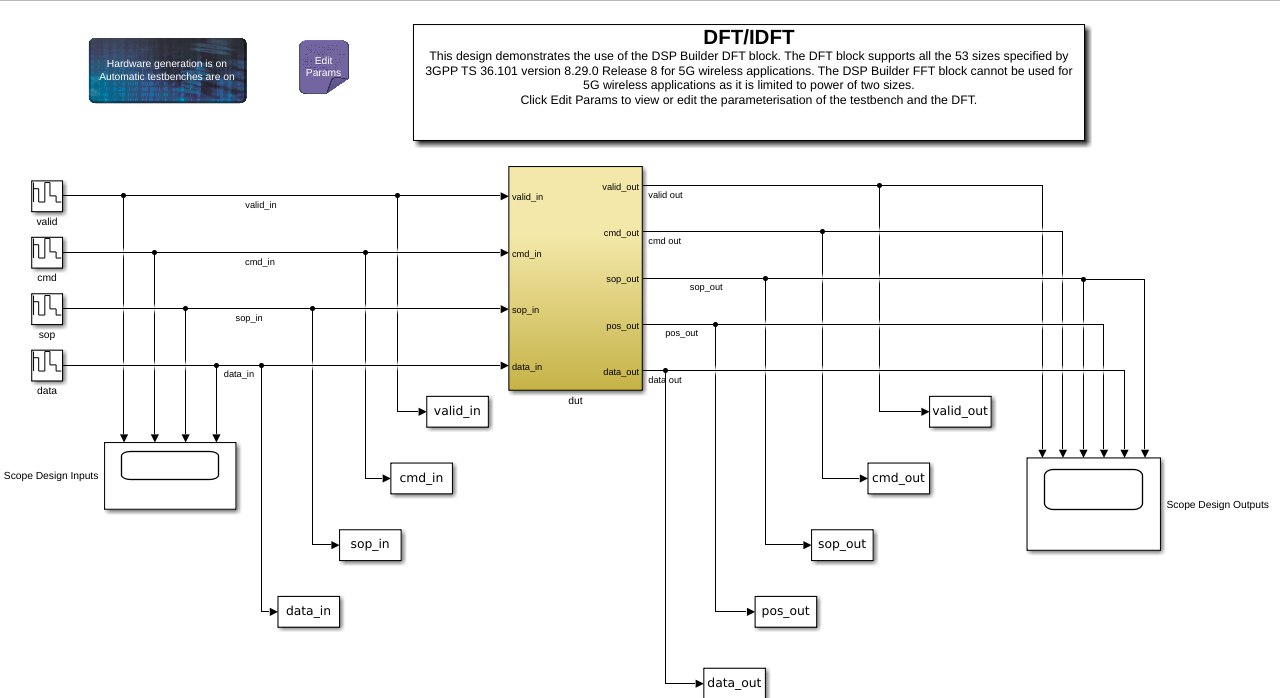 Hardware generation is on
Automatic testbenches are on
Edit
Params
DFT/IDFT
This design demonstrates the use of the DSP Builder DFT block. The DFT block supports all the 53 sizes specified by
3GPP TS 36.101 version 8.29.0 Release 8 for 5G wireless applications. The DSP Builder FFT block cannot be used for
5G wireless applications as it is limited to power of two sizes.
Click Edit Params to view or edit the parameterisation of the testbench and the DFT.
valid
valid_in
valid_in
valid_out
valid out
cmd
cmd_in
cmd_in
cmd_out
cmd out
sop
sop_in
sop_in
sop_out
sop_out
pos_out
pos_out
data
data_in
data_in
data_out
data out
dut
valid_in
valid_out
Scope Design Inputs
cmd_in
cmd_out
Scope Design Outputs
sop_in
sop_out
data_in
pos_out
data_out